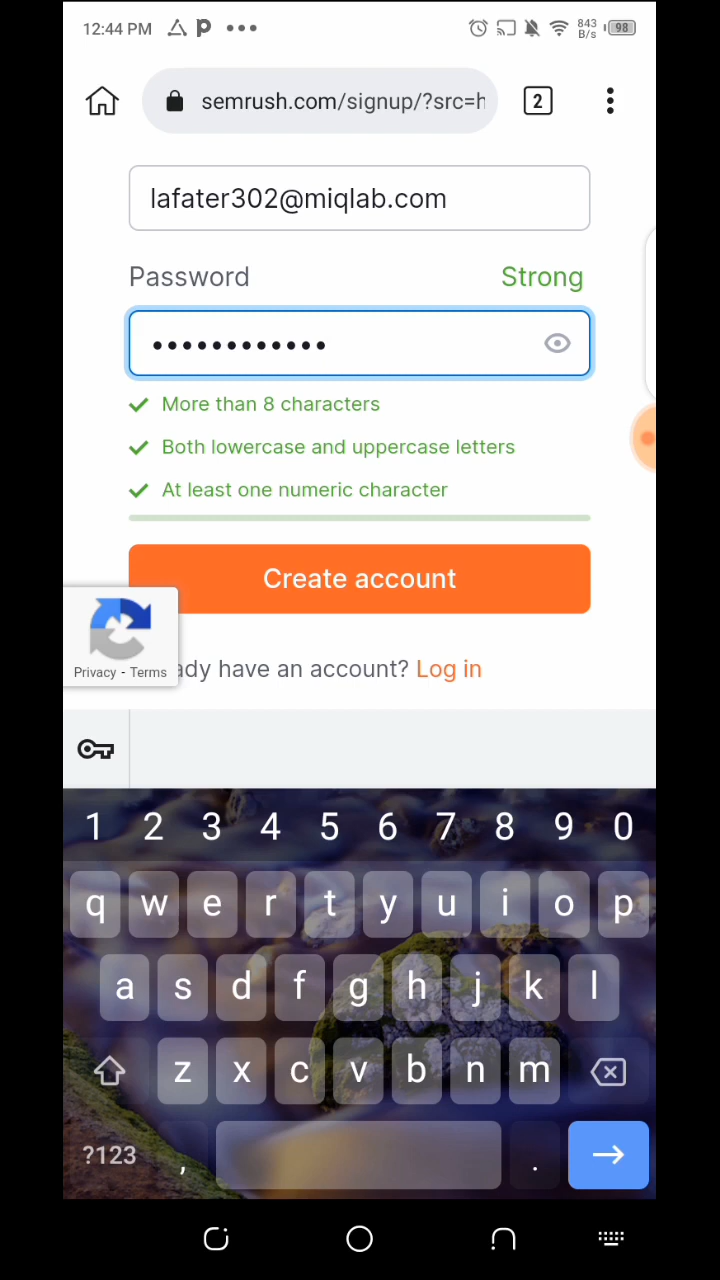 12:44 PM
843
B/s
98
semrush.com/signup/?src=h
2
lafater302@miqlab.com
Password
Strong
••••••••••••
More than 8 characters
Both lowercase and uppercase letters
At least one numeric character
Create account
Privacy - Terms
ady have an account? Log in
1 2 3 4 5 6 7 8 9 0
q w e r t y u i o p
a s d f g h j k l
z x c v b n m
?123 , .